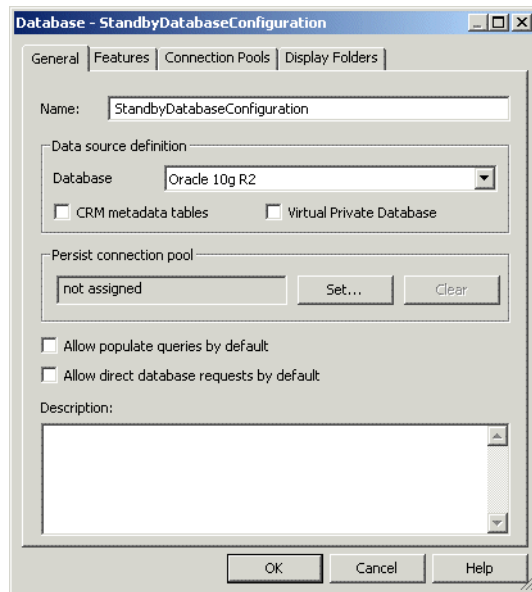 Database - StandbyDatabaseConfiguration
General Features Connection Pools Display Folders
Name: StandbyDatabaseConfiguration
Data source definition
Database Oracle 10g R2
CRM metadata tables Virtual Private Database
Persist connection pool
not assigned Set... Clear
Allow populate queries by default
Allow direct database requests by default
Description:
OK Cancel Help